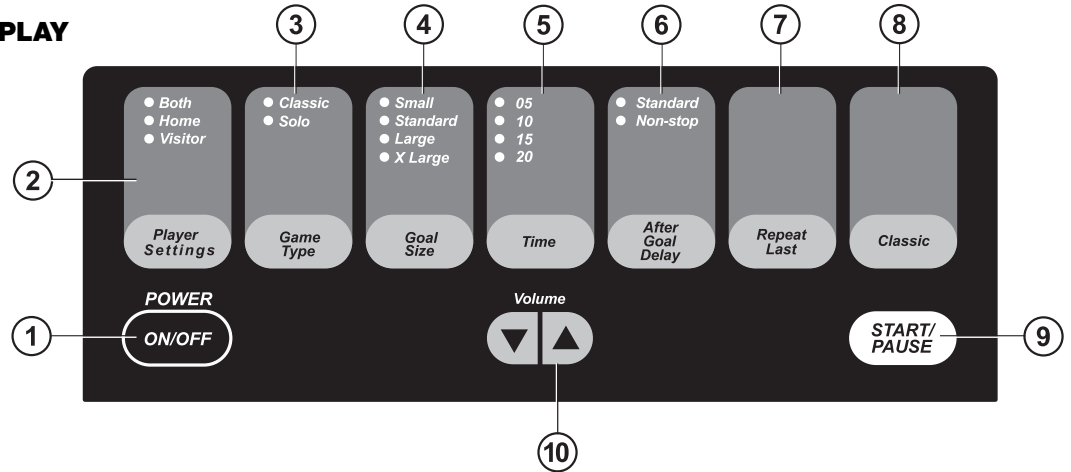 PLAY
3 4 5 6 7 8
Both
Home
Visitor
Player
Settings
Classic
Solo
Game
Type
Small
Standard
Large
X Large
Goal
Size
05
10
15
20
Time
Standard
Non-stop
After
Goal
Delay
Repeat
Last
Classic
2
POWER
ON/OFF
1
Volume
10
START/
PAUSE
9